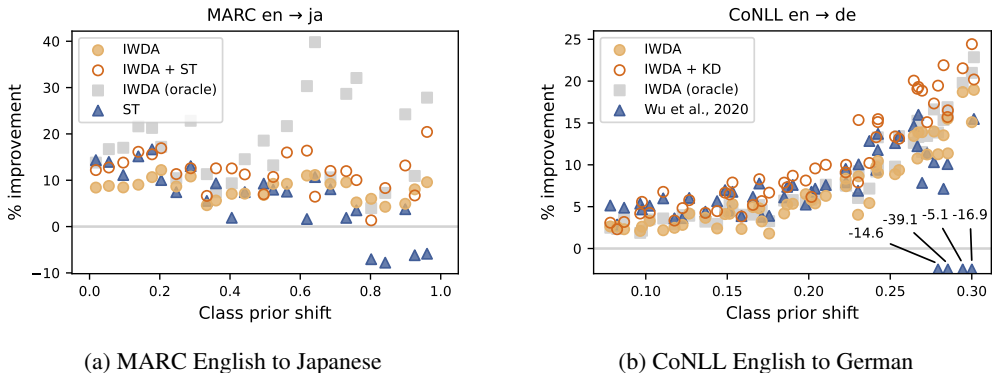 MARC en → ja
% improvement
40
30
20
10
0
−10
IWDA
IWDA + ST
IWDA (oracle)
ST
0.0 0.2 0.4 0.6 0.8 1.0
Class prior shift
(a) MARC English to Japanese
CoNLL en → de
% improvement
25
20
15
10
5
0
IWDA
IWDA + KD
IWDA (oracle)
Wu et al., 2020
-14.6 -39.1 -5.1 -16.9
0.10 0.15 0.20 0.25 0.30
Class prior shift
(b) CoNLL English to German